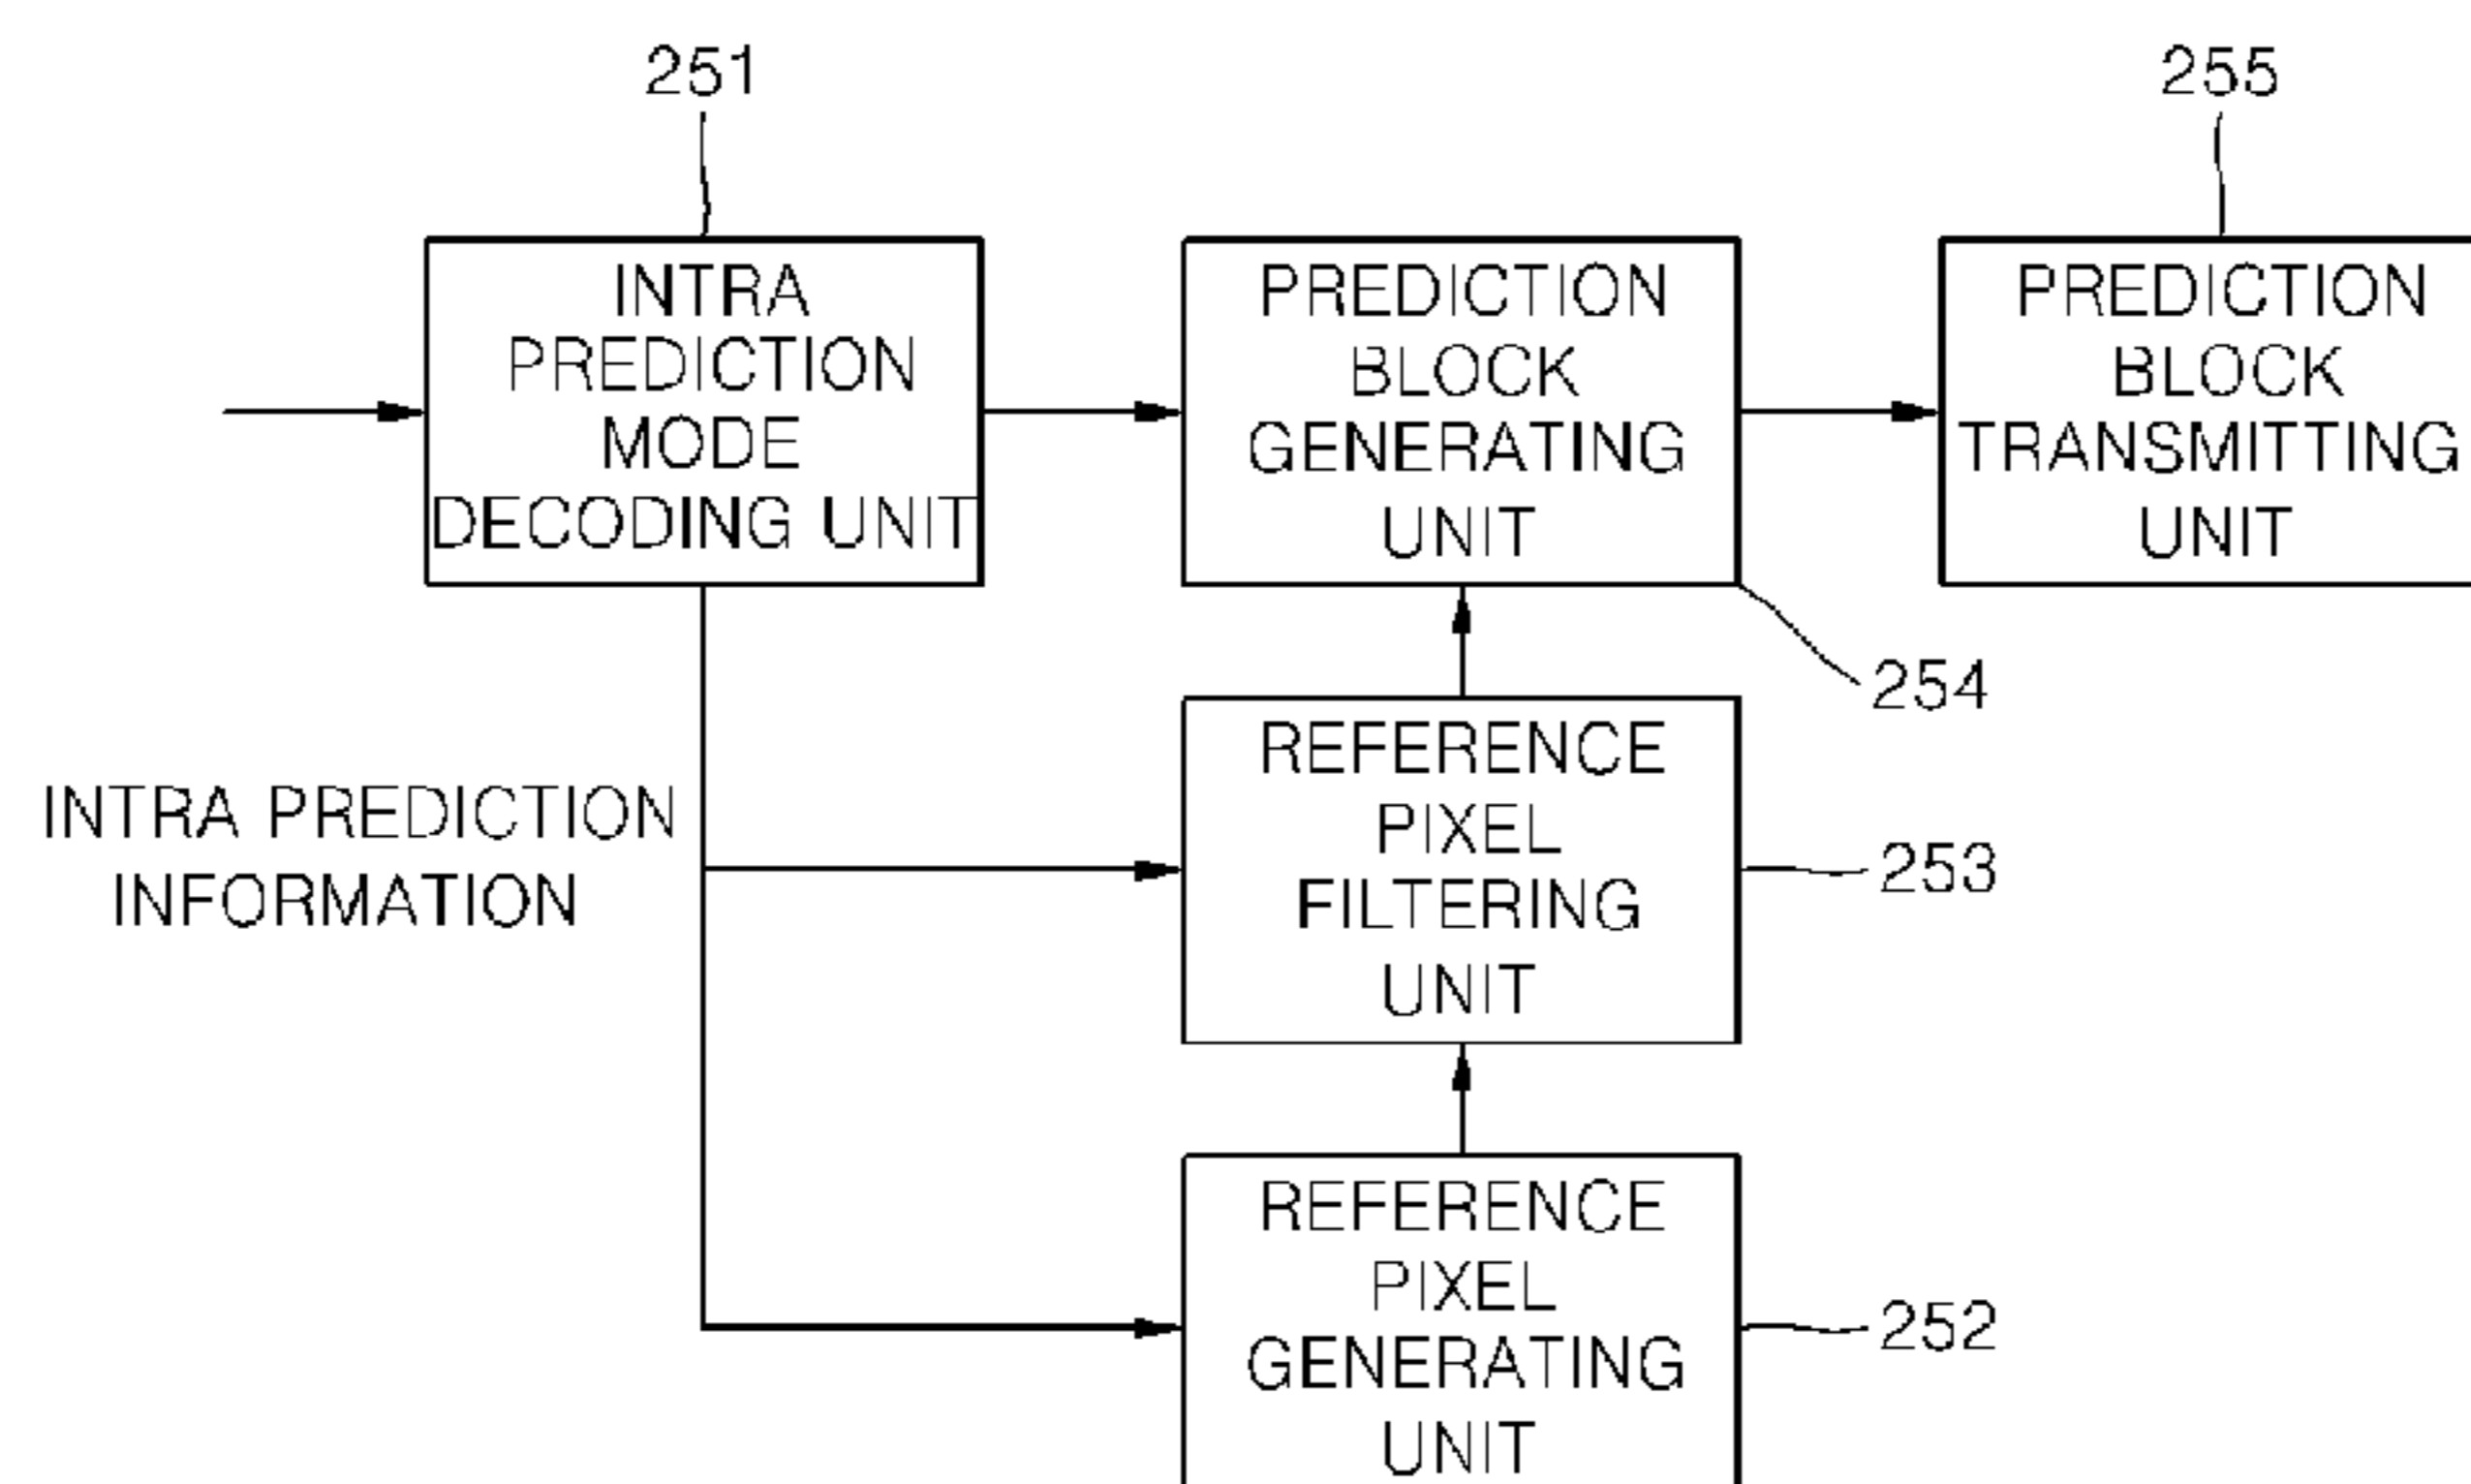 251
255
INTRA
PREDICTION
MODE
DECODING UNIT
PREDICTION
BLOCK
GENERATING
UNIT
PREDICTION
BLOCK
TRANSMITTING
UNIT
254
INTRA PREDICTION
INFORMATION
REFERENCE
PIXEL
FILTERING
UNIT
253
REFERENCE
PIXEL
GENERATING
UNIT
252